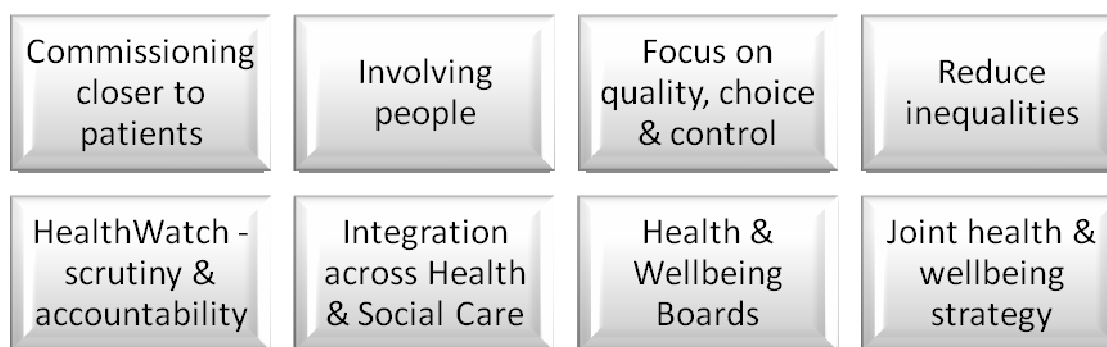 Commissioning
closer to
patients
Involving
people
Focus on
quality, choice
& control
Reduce
inequalities
HealthWatch -
scrutiny &
accountability
Integration
across Health
& Social Care
Health &
Wellbeing
Boards
Joint health &
wellbeing
strategy